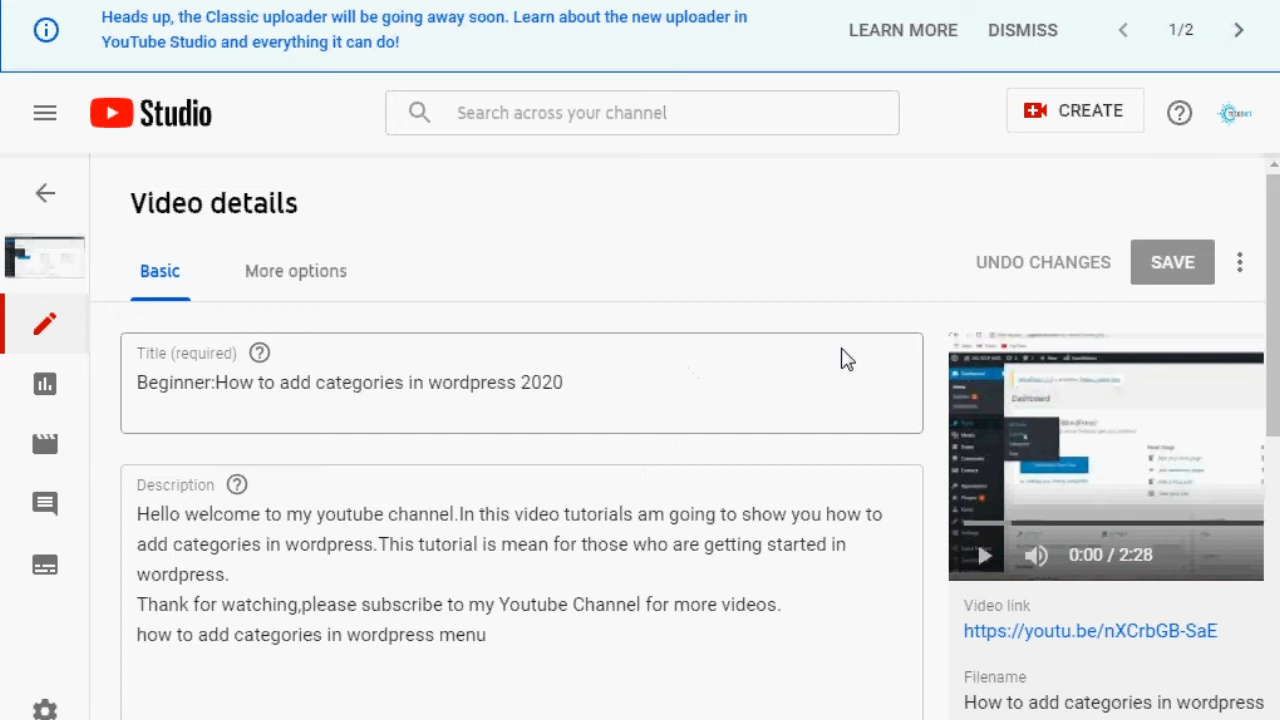 Heads up, the Classic uploader will be going away soon. Learn about the new uploader in
YouTube Studio and everything it can do!
LEARN MORE
DISMISS
1/2
Studio
Search across your channel
CREATE
Video details
Basic
More options
UNDO CHANGES
SAVE
Title (required)
Beginner:How to add categories in wordpress 2020
Description
Hello welcome to my youtube channel.In this video tutorials am going to show you how to
add categories in wordpress.This tutorial is mean for those who are getting started in
wordpress.
Thank for watching,please subscribe to my Youtube Channel for more videos.
how to add categories in wordpress menu
Dashboard
0:00 / 2:28
Video link
https://youtu.be/nXCrbGB-SaE
Filename
How to add categories in wordpress